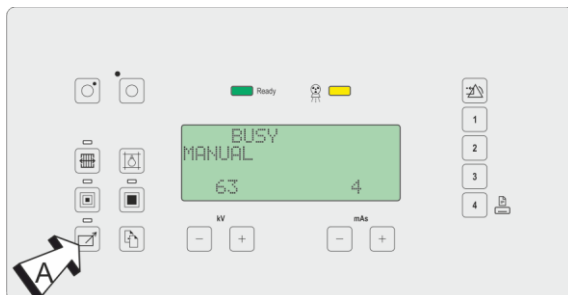 Ready
BUSY
MANUAL
63 4
kV
mAs
- +
- +
1
2
3
4
A